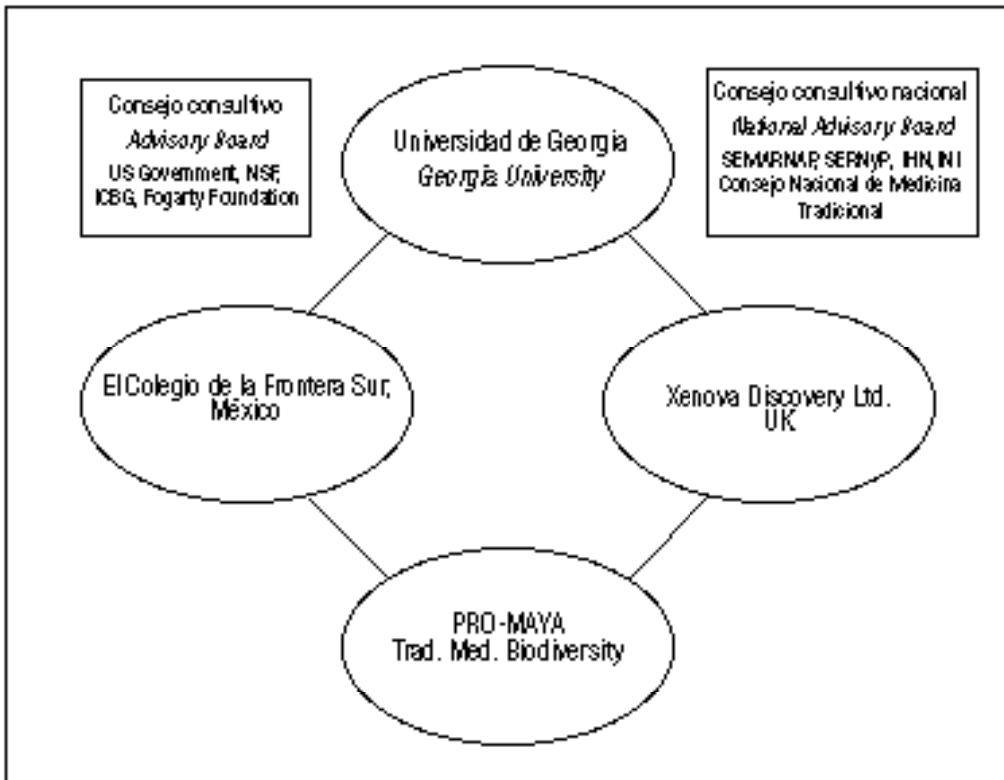 Consejo consultivo
Advisory Board
US Government, NSF,
ICBG, Fogarty Foundation
Universidad de Georgia
Georgia University
Consejo consultivo nacional
National Advisory Board
SEMARNAP, SERNyP, IHN, INI
Consejo Nacional de Medicina
Tradicional
El Colegio de la Frontera Sur,
México
Xenova Discovery Ltd.
UK
PRO-MAYA
Trad. Med. Biodiversity